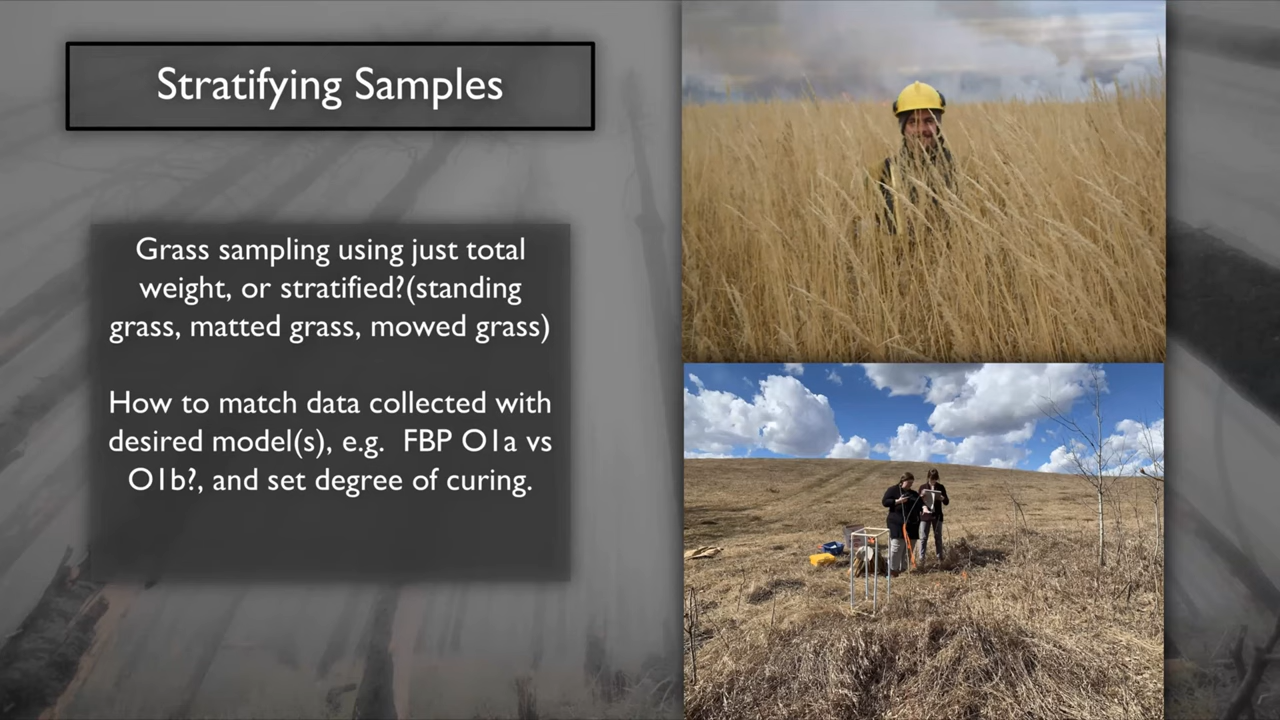 Stratifying Samples
Grass sampling using just total
weight, or stratified?(standing
grass, matted grass, mowed grass)
How to match data collected with
desired model(s), e.g.  FBP O1a vs
O1b?, and set degree of curing.